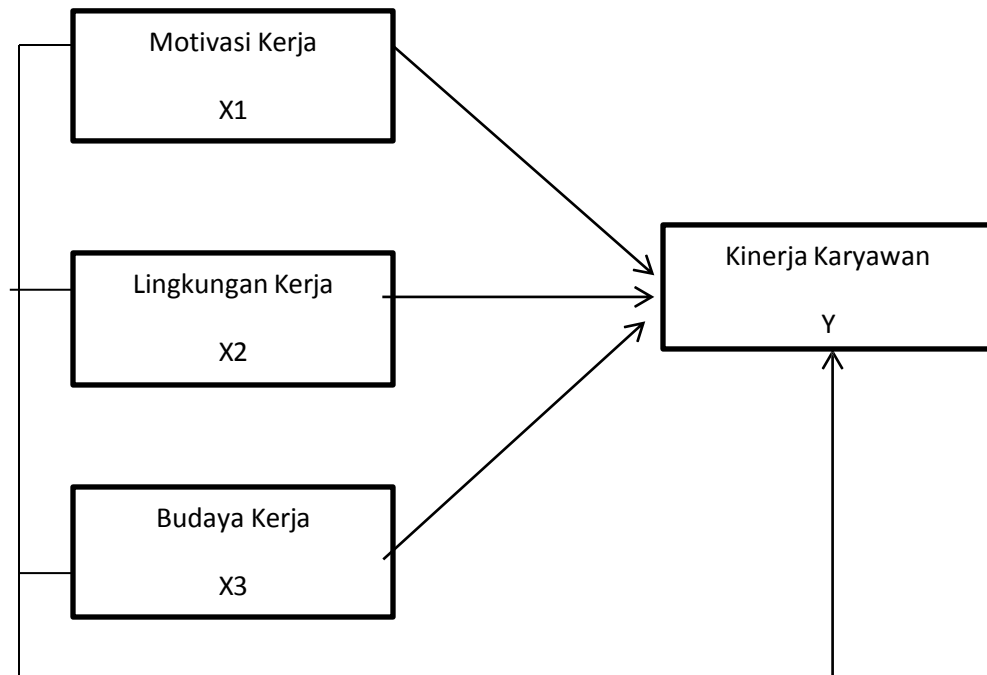 Motivasi Kerja
X1
Lingkungan Kerja
X2
Budaya Kerja
X3
Kinerja Karyawan
Y